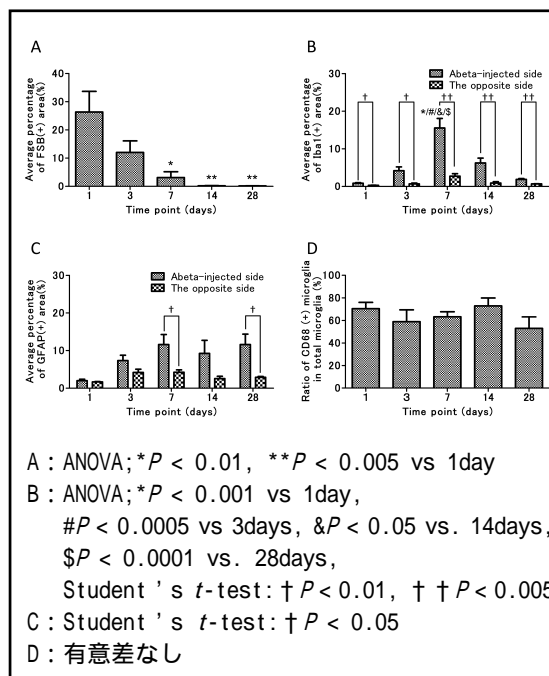 A
Average percentage
of FSB(+) area(%)
40
30
20
10
0
*
**
**
1
3
7
14
28
Time point (days)
B
Average percentage
of Iba1(+) area(%)
30
20
10
0
Abeta-injected side
The opposite side
†
†
††
††
††
*/#/&/$
1
3
7
14
28
Time point (days)
C
Average percentage
of GFAP(+) area(%)
30
20
10
0
Abeta-injected side
The opposite side
†
†
1
3
7
14
28
Time point (days)
D
Ratio of CD68 (+) microglia
in total microglia (%)
100
80
60
40
20
0
1
3
7
14
28
Time point (days)
A：ANOVA;*P < 0.01, **P < 0.005 vs 1day
B：ANOVA;*P < 0.001 vs 1day,
#P < 0.0005 vs 3days, &P < 0.05 vs. 14days,
$P < 0.0001 vs. 28days,
Student ’s t-test: † P < 0.01, † † P < 0.005
C：Student ’s t-test: † P < 0.05
D：有意差なし